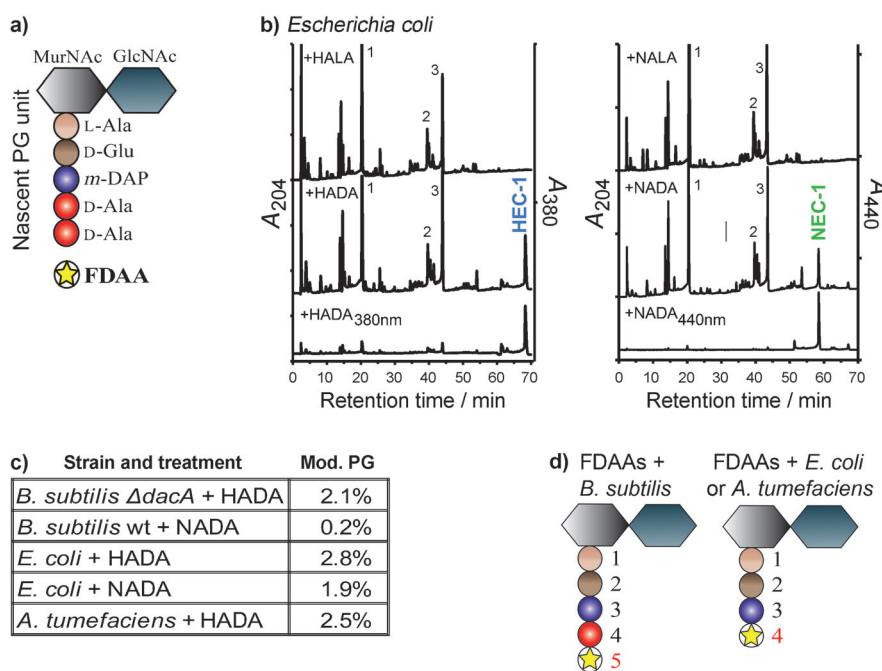 a)
MurNAc GlcNAc
Nascent PG unit
L-Ala
D-Glu
m-DAP
D-Ala
D-Ala
FDAA
b) Escherichia coli
+HALA
1
2
3
+HADA
1
2
3
HEC-1
+HADA380nm
A204
A380
0 10 20 30 40 50 60 70
Retention time / min
+NALA
1
2
3
+NADA
1
2
3
NEC-1
+NADA440nm
A204
A440
0 10 20 30 40 50 60 70
Retention time / min
c) Strain and treatment Mod. PG
B. subtilis ΔdacA + HADA 2.1%
B. subtilis wt + NADA 0.2%
E. coli + HADA 2.8%
E. coli + NADA 1.9%
A. tumefaciens + HADA 2.5%
d) FDAAs +
B. subtilis
1
2
3
4
5
FDAAs + E. coli
or A. tumefaciens
1
2
3
4